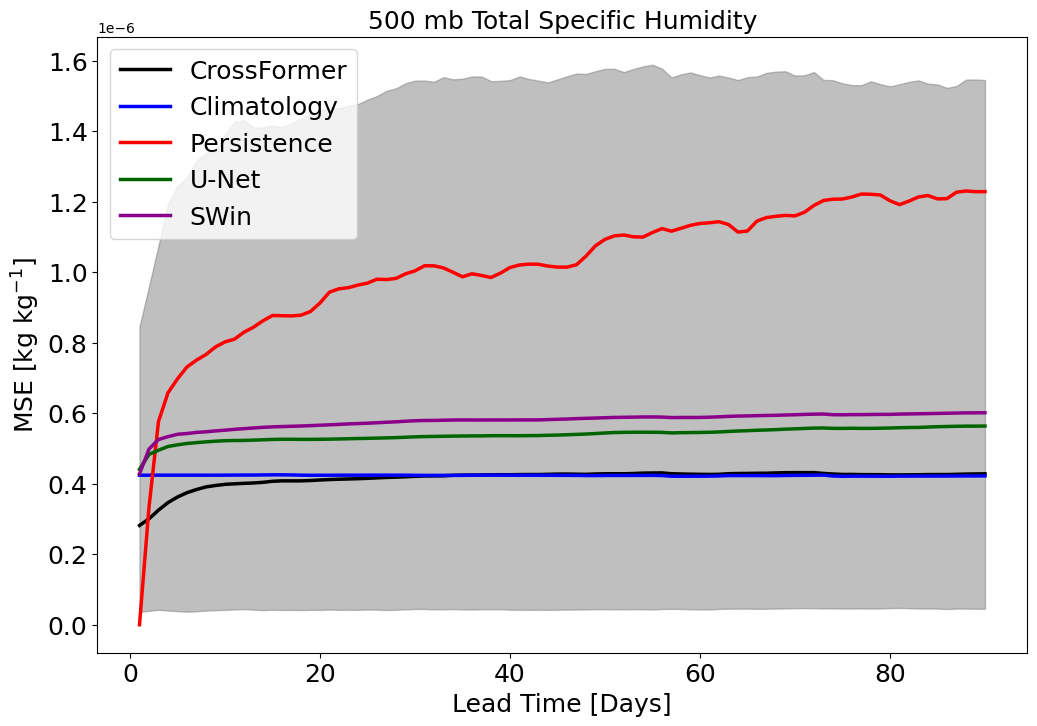 500 mb Total Specific Humidity
1e−6
CrossFormer
Climatology
Persistence
U-Net
SWin
1.6
1.4
1.2
1.0
0.8
0.6
0.4
0.2
0.0
MSE [kg kg⁻¹]
0 20 40 60 80
Lead Time [Days]